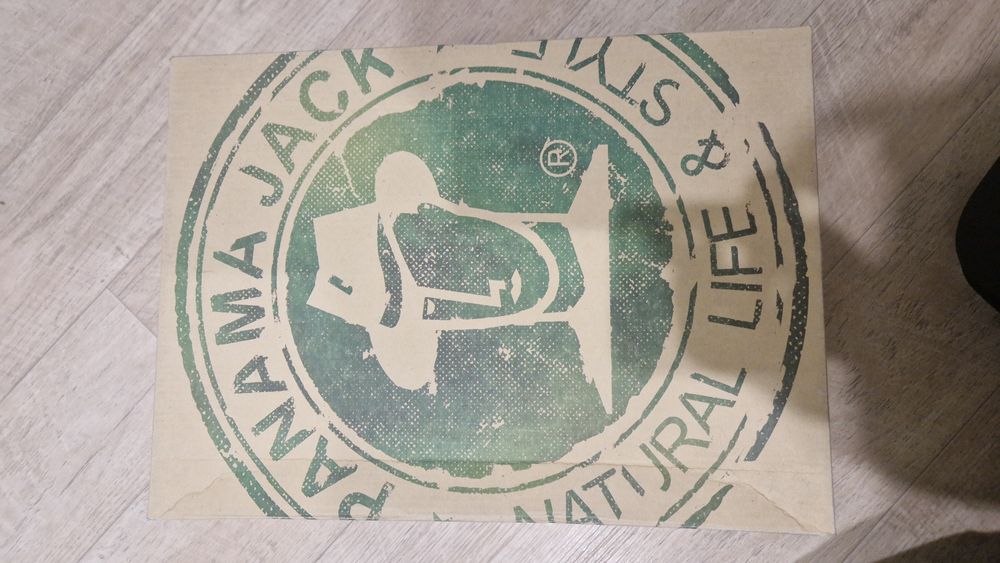 PANAMA JACK
®
NATURAL LIFE & STYLE